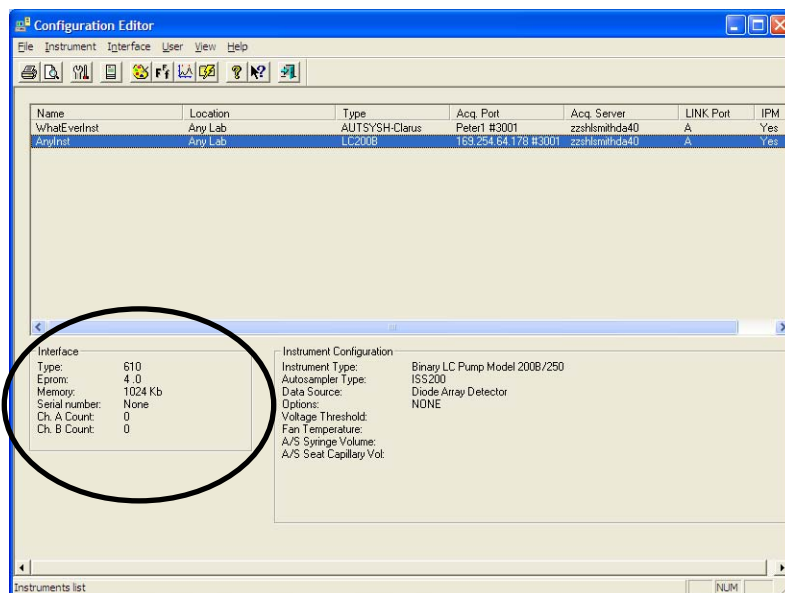 Configuration Editor
File Instrument Interface User View Help
Name Location Type Acq. Port Acq. Server LINK Port IPM
WhatEverInst Any Lab AUTSYSH-Clarus Peter1 #3001 zzshlsmithda40 A Yes
AnyInst Any Lab LC200B 169.254.64.178 #3001 zzshlsmithda40 A Yes
Interface
Type: 610
Eprom: 4 .0
Memory: 1024 Kb
Serial number: None
Ch. A Count: 0
Ch. B Count: 0
Instrument Configuration
Instrument Type: Binary LC Pump Model 200B/250
Autosampler Type: ISS200
Data Source: Diode Array Detector
Options: NONE
Voltage Threshold:
Fan Temperature:
A/S Syringe Volume:
A/S Seat Capillary Vol:
Instruments list NUM